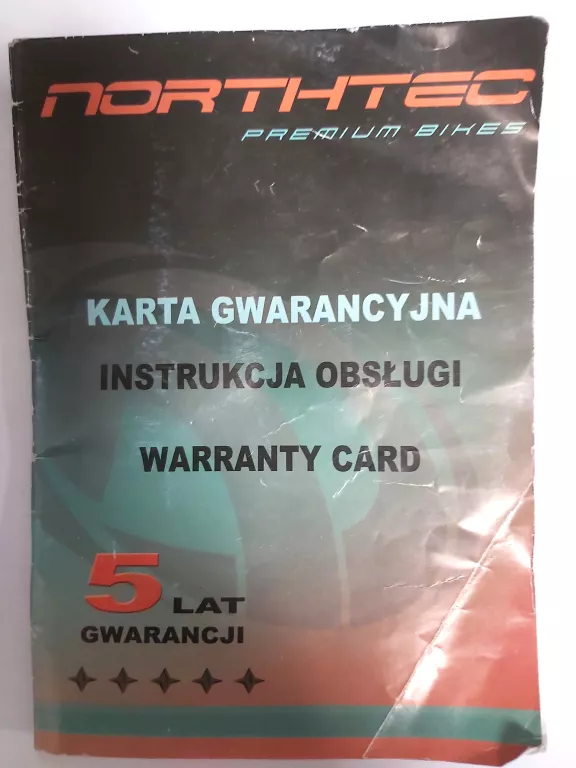 NORTHTEC
PREMIUM BIKES
KARTA GWARANCYJNA
INSTRUKCJA OBSŁUGI
WARRANTY CARD
5 LAT
GWARANCJI